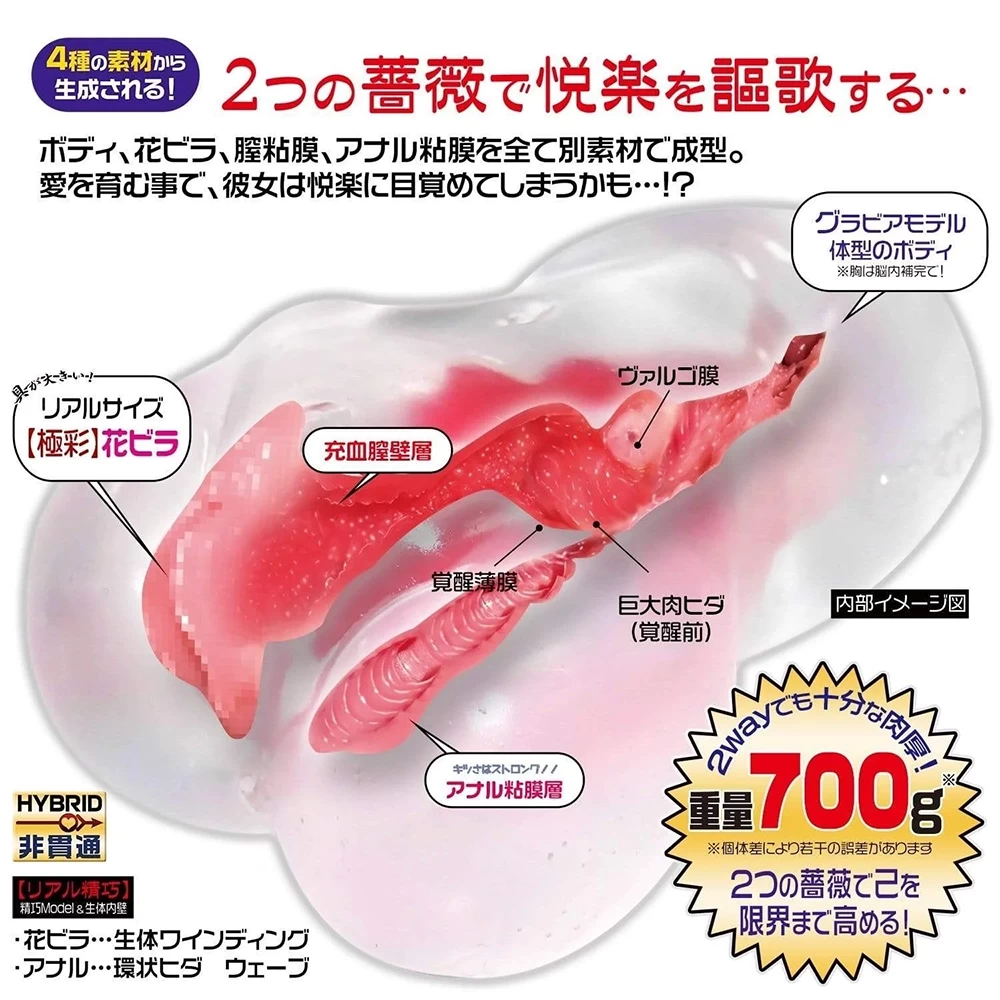 4種の素材から
生成される!
2つの薔薇で悦楽を謳歌する…
ボディ、花ビラ、膣粘膜、アナル粘膜を全て別素材で成型。
愛を育む事で、彼女は悦楽に目覚めてしまうかも…!?
グラビアモデル
体型のボディ
※胸は脳内補完で!
具が大きい!
リアルサイズ
【極彩】花ビラ
充血膣壁層
ヴァルゴ膜
覚醒薄膜
巨大肉ヒダ
(覚醒前)
内部イメージ図
キツさはストロング!!
アナル粘膜層
2wayでも十分な肉厚!
重量700g※
※個体差により若干の誤差があります
2つの薔薇で己を
限界まで高める!
HYBRID
非貫通
【リアル精巧】
精巧Model&生体内壁
・花ビラ…生体ワインディング
・アナル…環状ヒダ ウェーブ